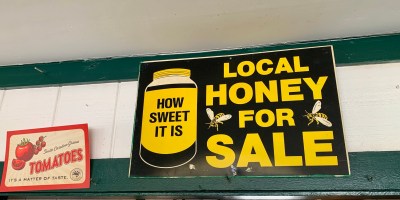 HOW
SWEET
IT IS
LOCAL
HONEY
FOR
SALE
TOMATOES
IT'S A MATTER OF TASTE.